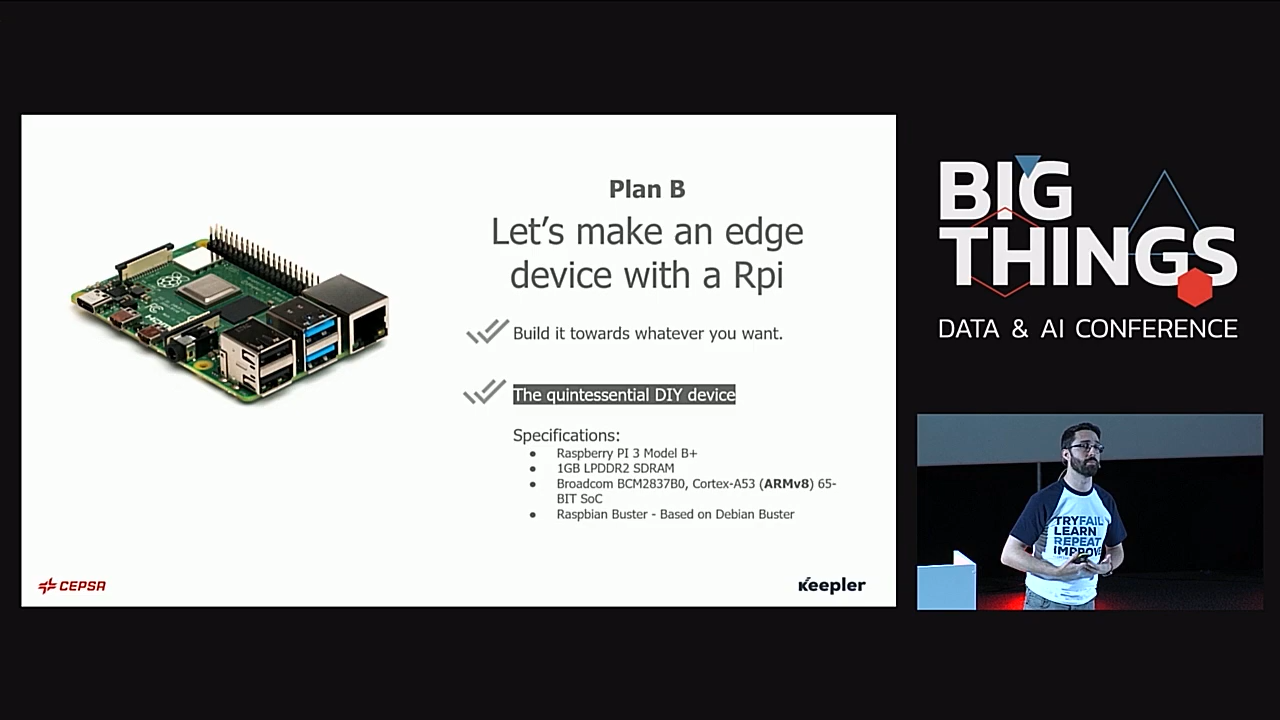 Plan B
Let's make an edge
device with a Rpi
Build it towards whatever you want.
The quintessential DIY device
Specifications:
Raspberry PI 3 Model B+
1GB LPDDR2 SDRAM
Broadcom BCM2837B0, Cortex-A53 (ARMv8) 65-
BIT SoC
Raspbian Buster - Based on Debian Buster
CEPSA
Keepler
BIG
THINGS
DATA & AI CONFERENCE
TRYFAIL
LEARN
REPEAT
IMPROVE